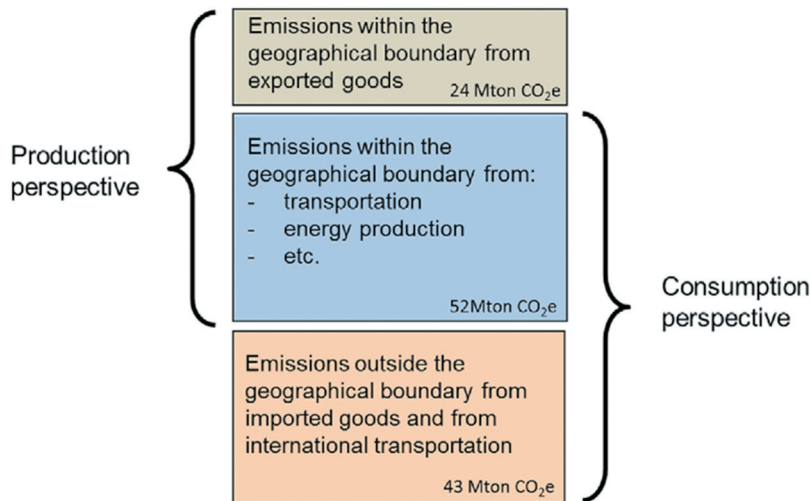 Emissions within the
geographical boundary from
exported goods
24 Mton CO₂e
Production
perspective
Emissions within the
geographical boundary from:
- transportation
- energy production
- etc.
52Mton CO₂e
Consumption
perspective
Emissions outside the
geographical boundary from
imported goods and from
international transportation
43 Mton CO₂e